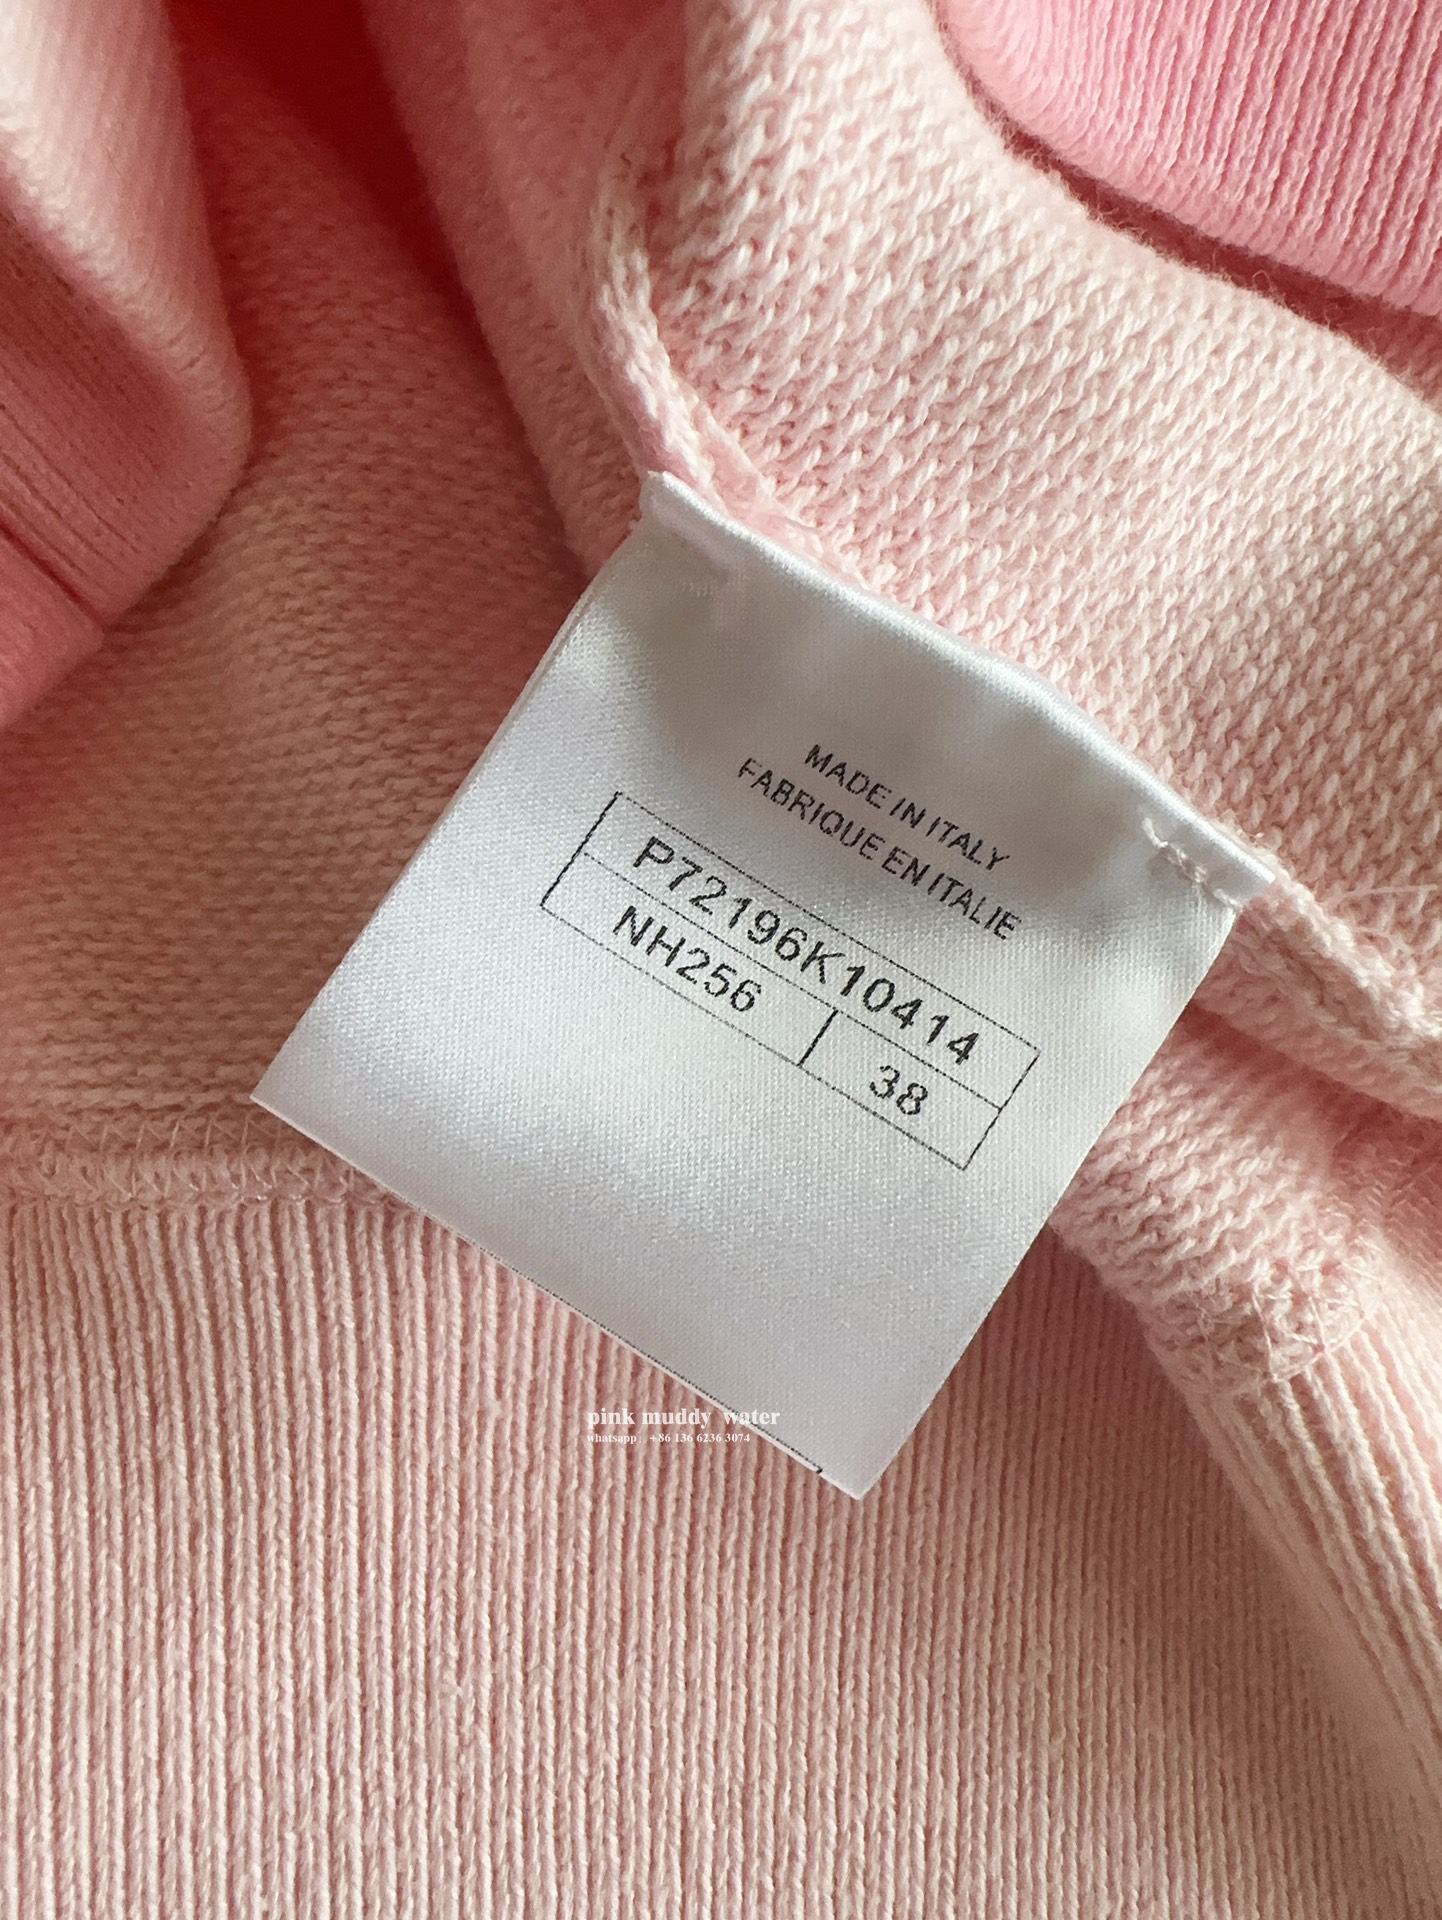 MADE IN ITALY
FABRIQUE EN ITALIE
P72196K10414
NH256 38
pink muddy water
whatsapp: +86 136 6236 3074